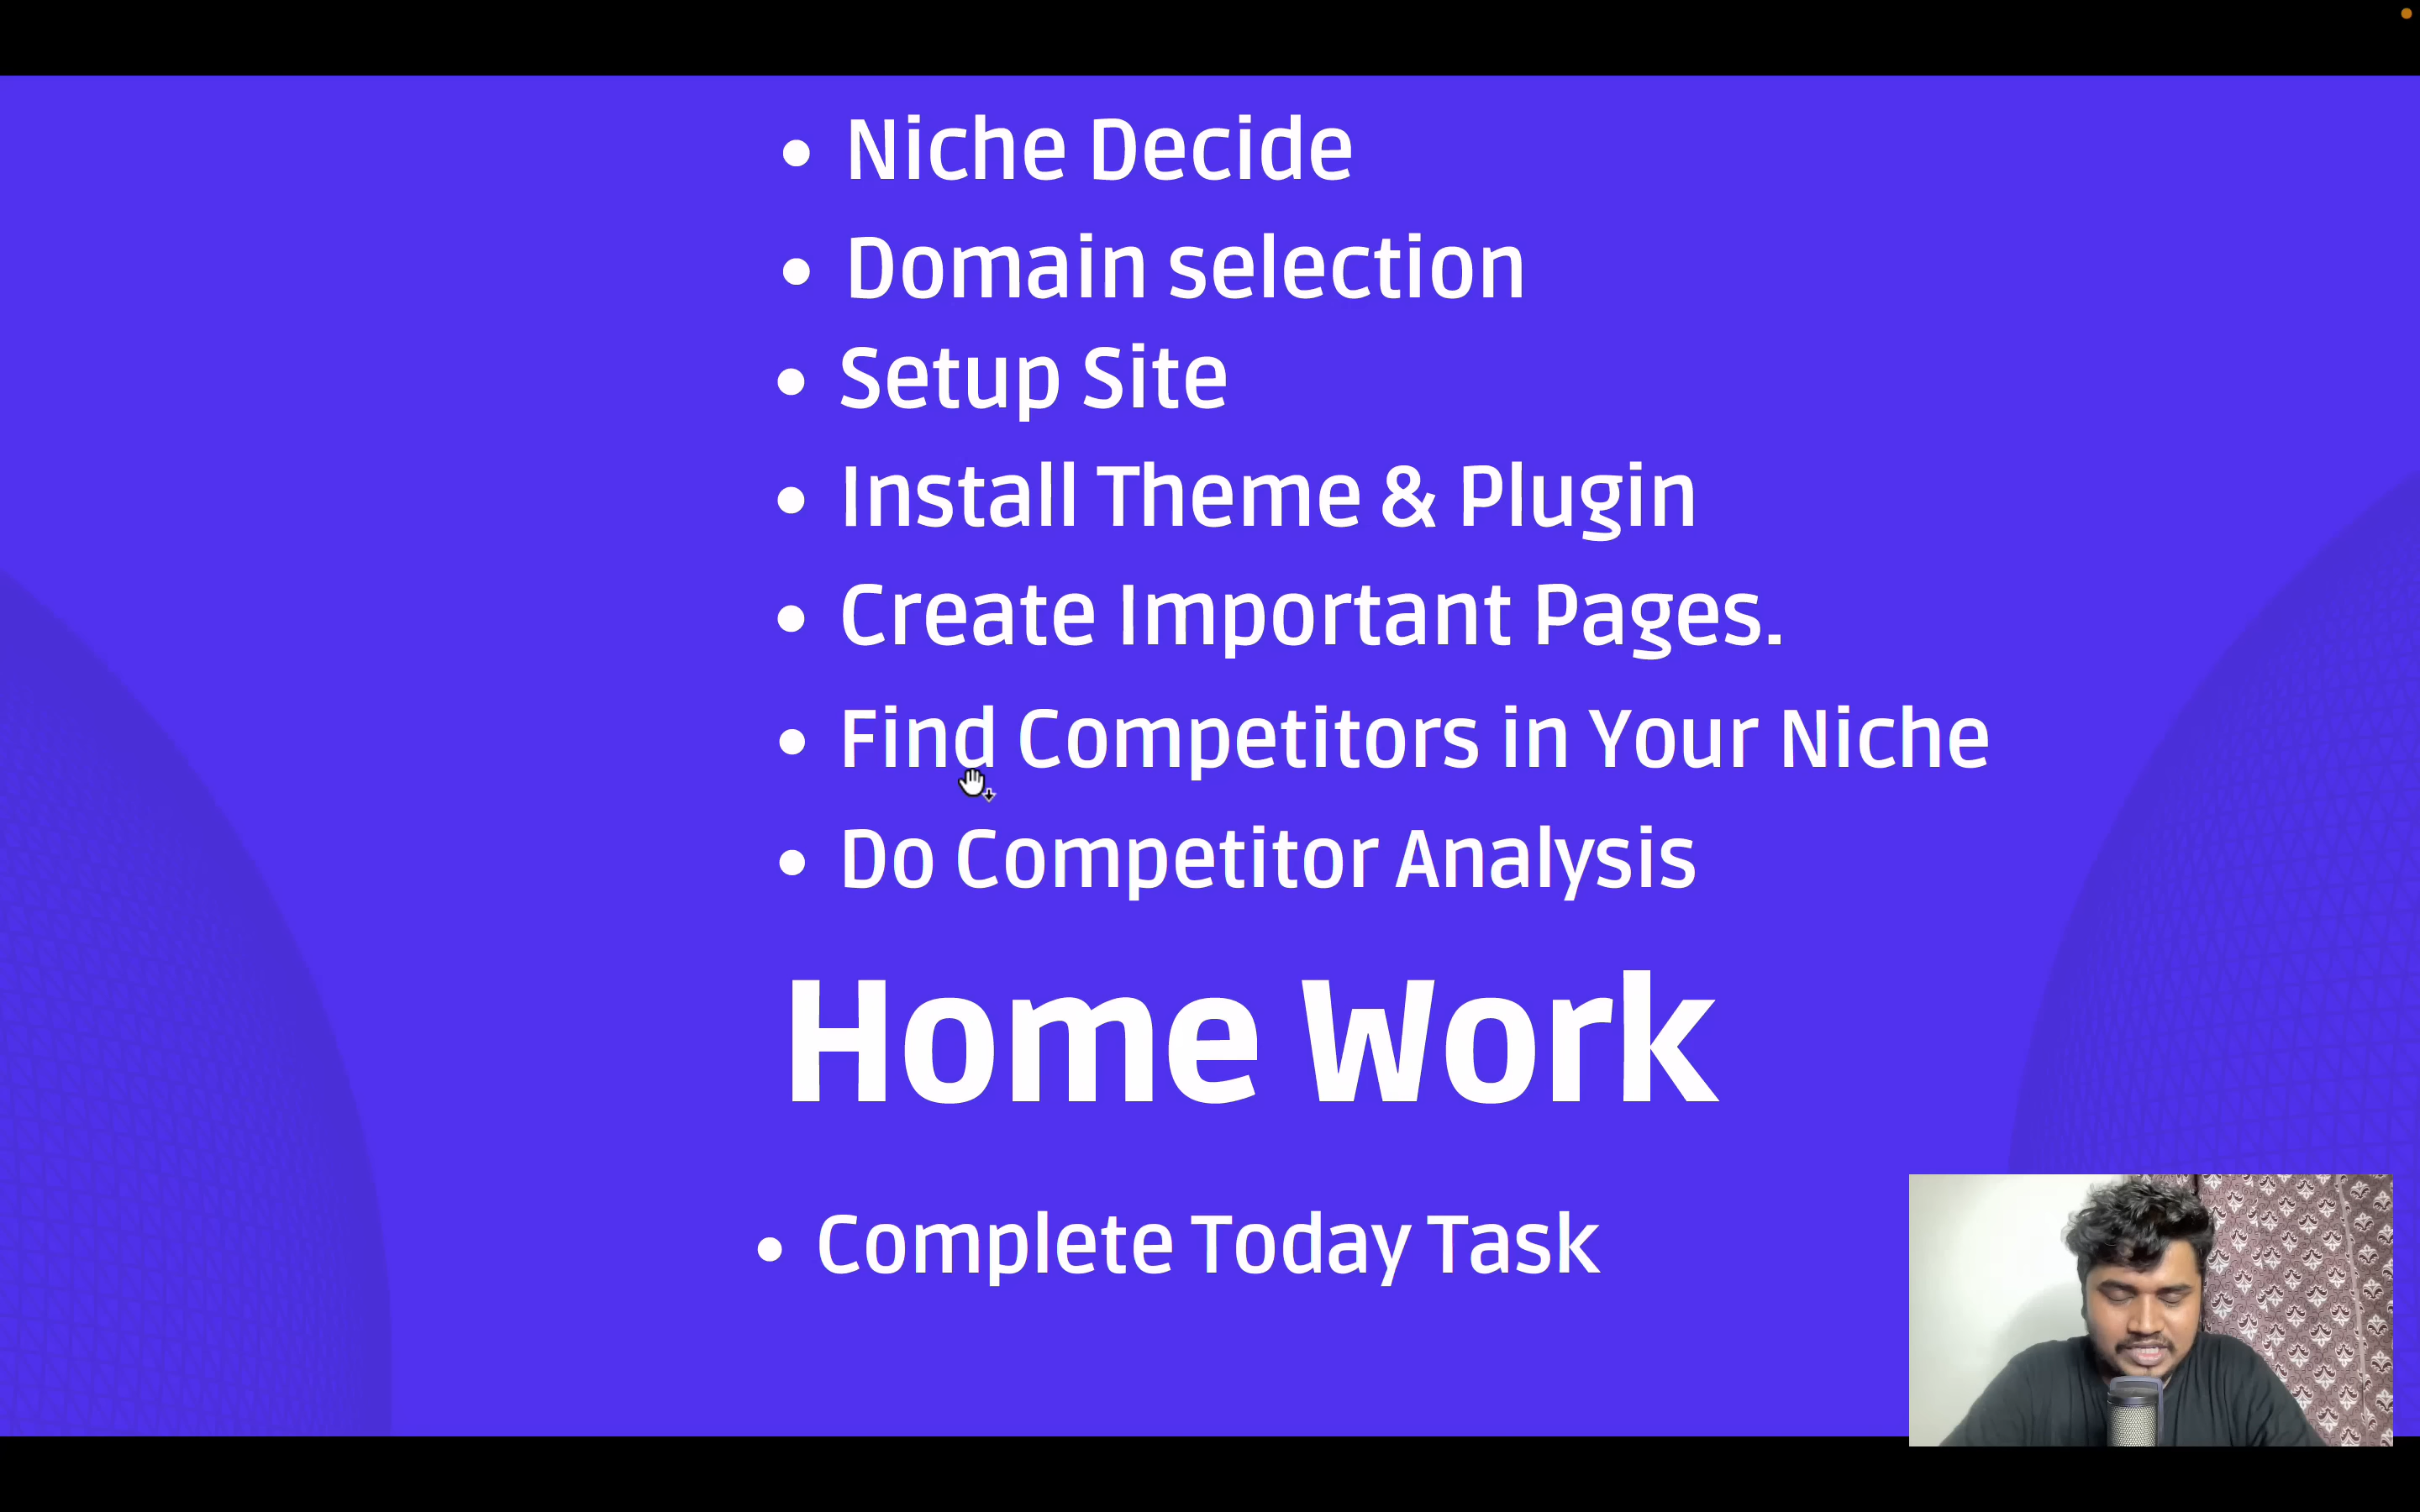 • Niche Decide
• Domain selection
• Setup Site
• Install Theme & Plugin
• Create Important Pages.
• Find Competitors in Your Niche
• Do Competitor Analysis
Home Work
• Complete Today Task